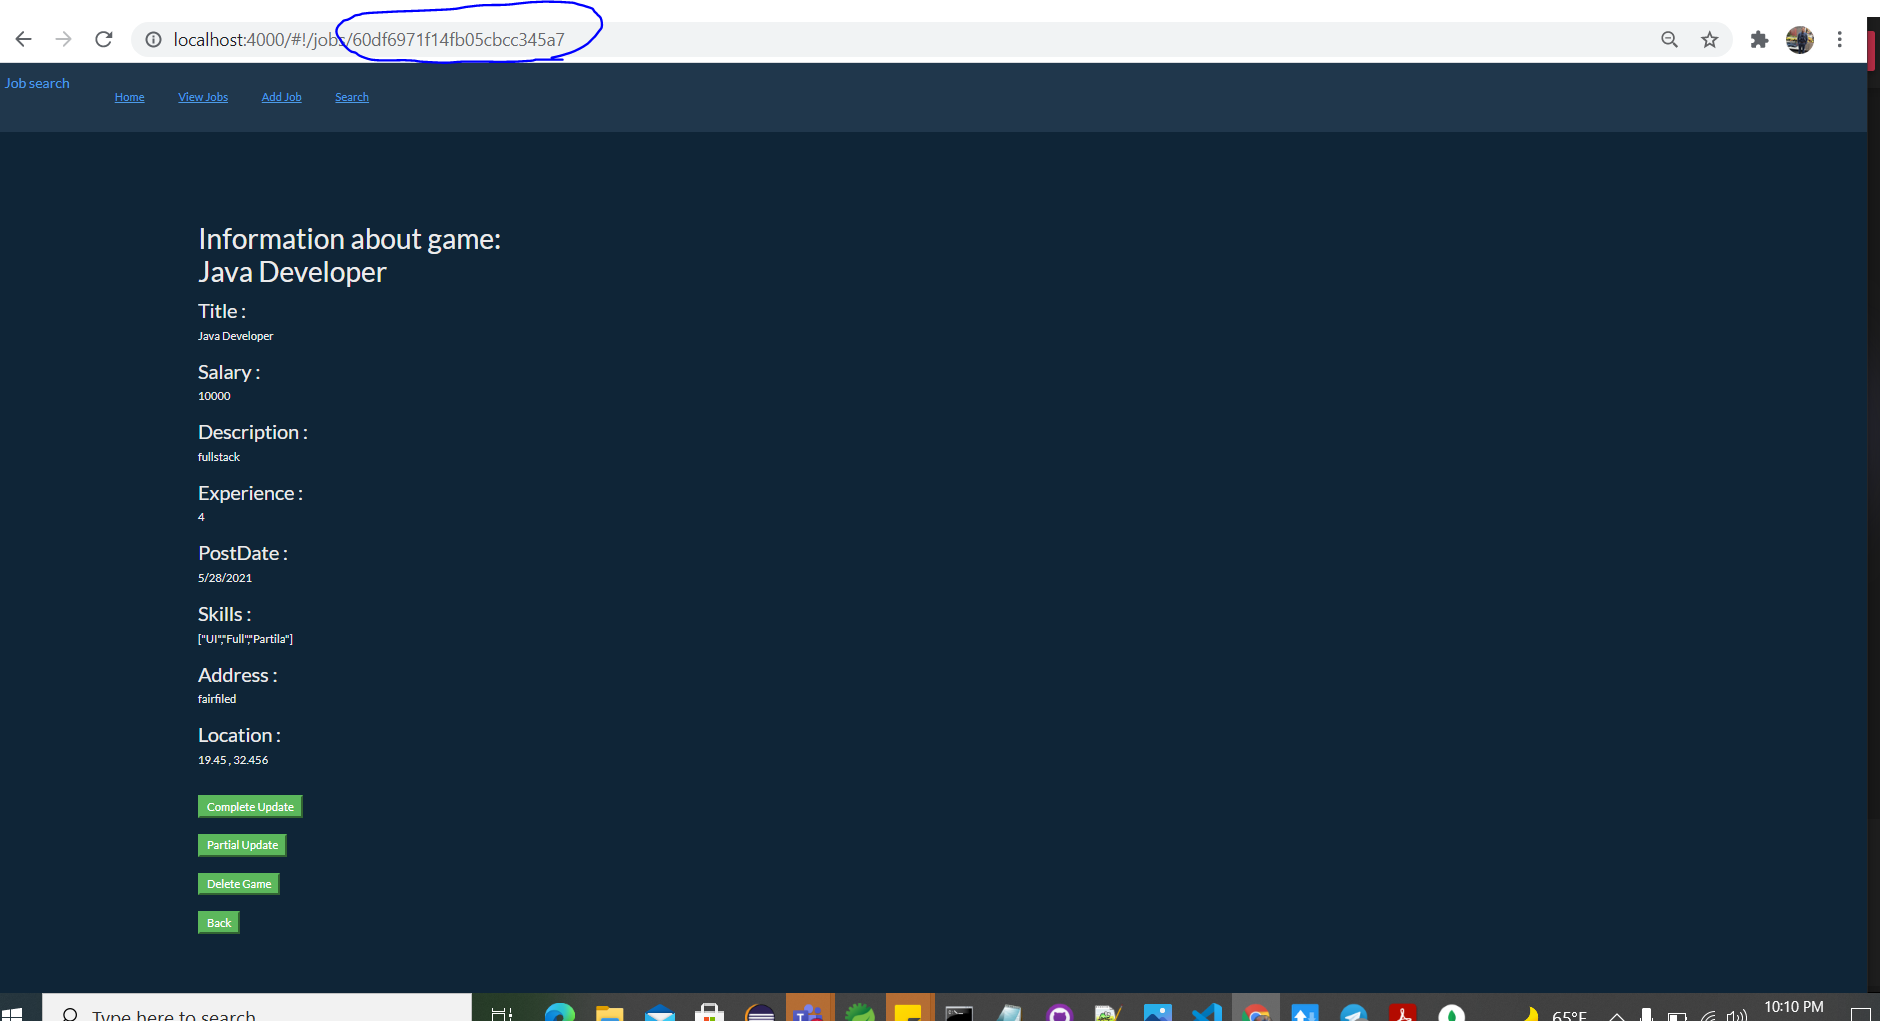 localhost:4000/#!/jobs/60df6971f14fb05cbcc345a7
Job search
Home View Jobs Add Job Search
Information about game:
Java Developer
Title :
Java Developer
Salary :
10000
Description :
fullstack
Experience :
4
PostDate :
5/28/2021
Skills :
["UI","Full","Partila"]
Address :
fairfiled
Location :
19.45 , 32.456
Complete Update
Partial Update
Delete Game
Back
Type here to search
65°F
10:10 PM